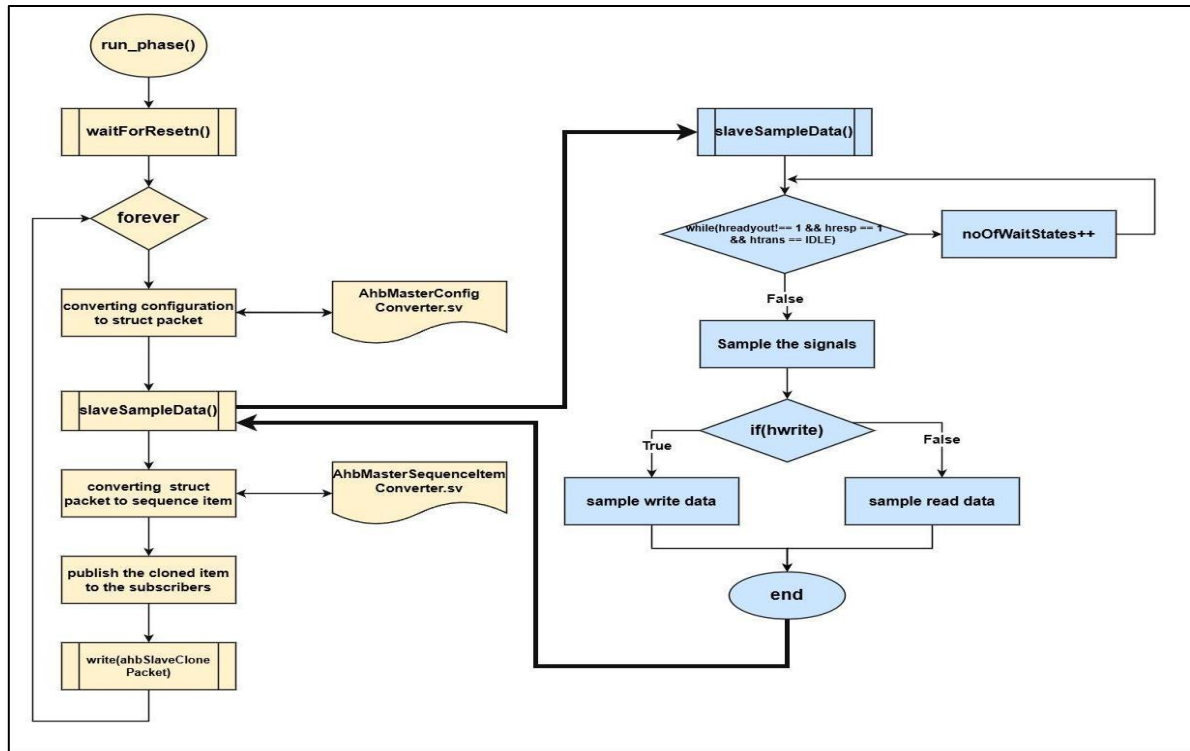 run_phase()
waitForResetn()
forever
converting configuration
to struct packet
AhbMasterConfig
Converter.sv
slaveSampleData()
converting struct
packet to sequence item
AhbMasterSequenceItem
Converter.sv
publish the cloned item
to the subscribers
write(ahbSlaveClone
Packet)
slaveSampleData()
while(hreadyout!== 1 && hresp == 1
&& htrans == IDLE)
noOfWaitStates++
False
Sample the signals
if(hwrite)
True
False
sample write data
sample read data
end